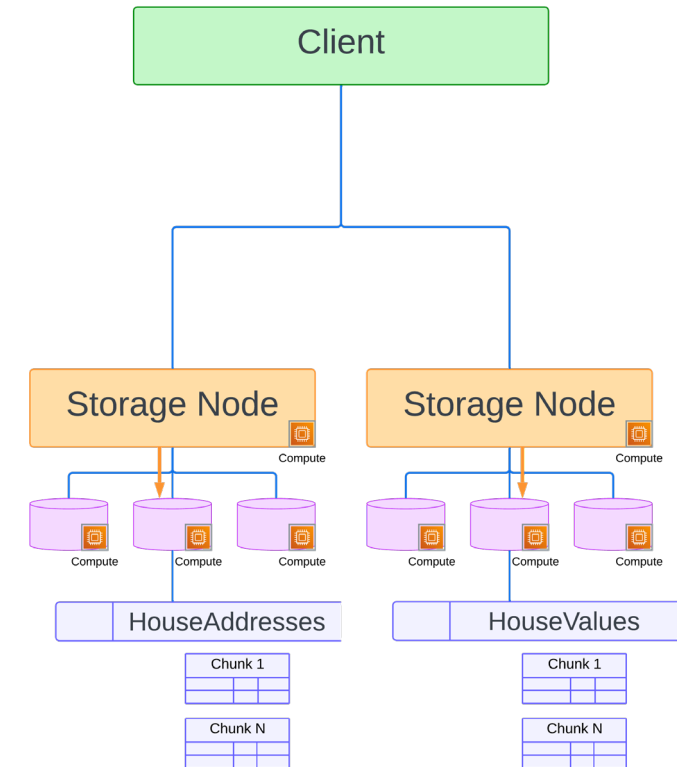 Client
Storage Node
Compute
Storage Node
Compute
Compute
Compute
Compute
Compute
Compute
Compute
HouseAddresses
HouseValues
Chunk 1
Chunk 1
Chunk N
Chunk N